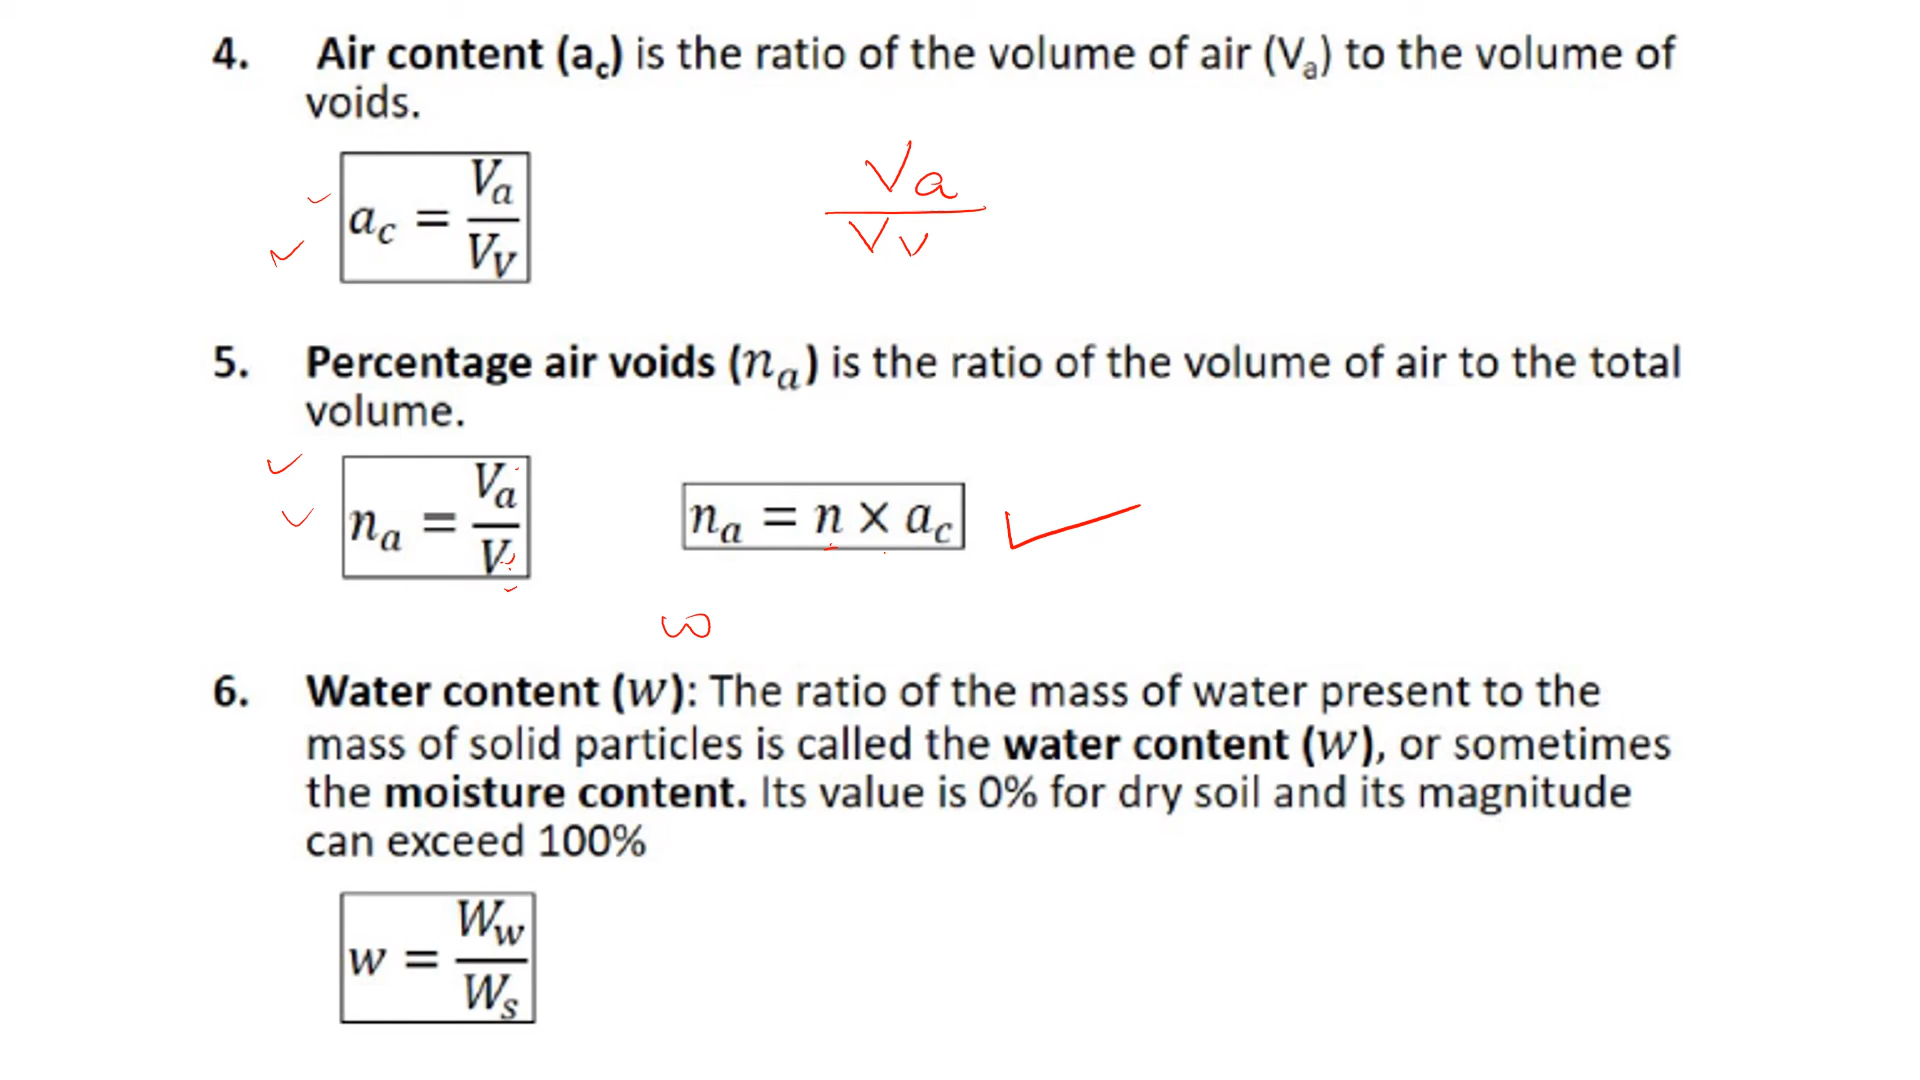 4. Air content (a_c) is the ratio of the volume of air (V_a) to the volume of
voids.
a_c = V_a / V_V
V_a / V_v
5. Percentage air voids (n_a) is the ratio of the volume of air to the total
volume.
n_a = V_a / V
n_a = n × a_c
ω
6. Water content (w): The ratio of the mass of water present to the
mass of solid particles is called the water content (w), or sometimes
the moisture content. Its value is 0% for dry soil and its magnitude
can exceed 100%
w = W_w / W_s